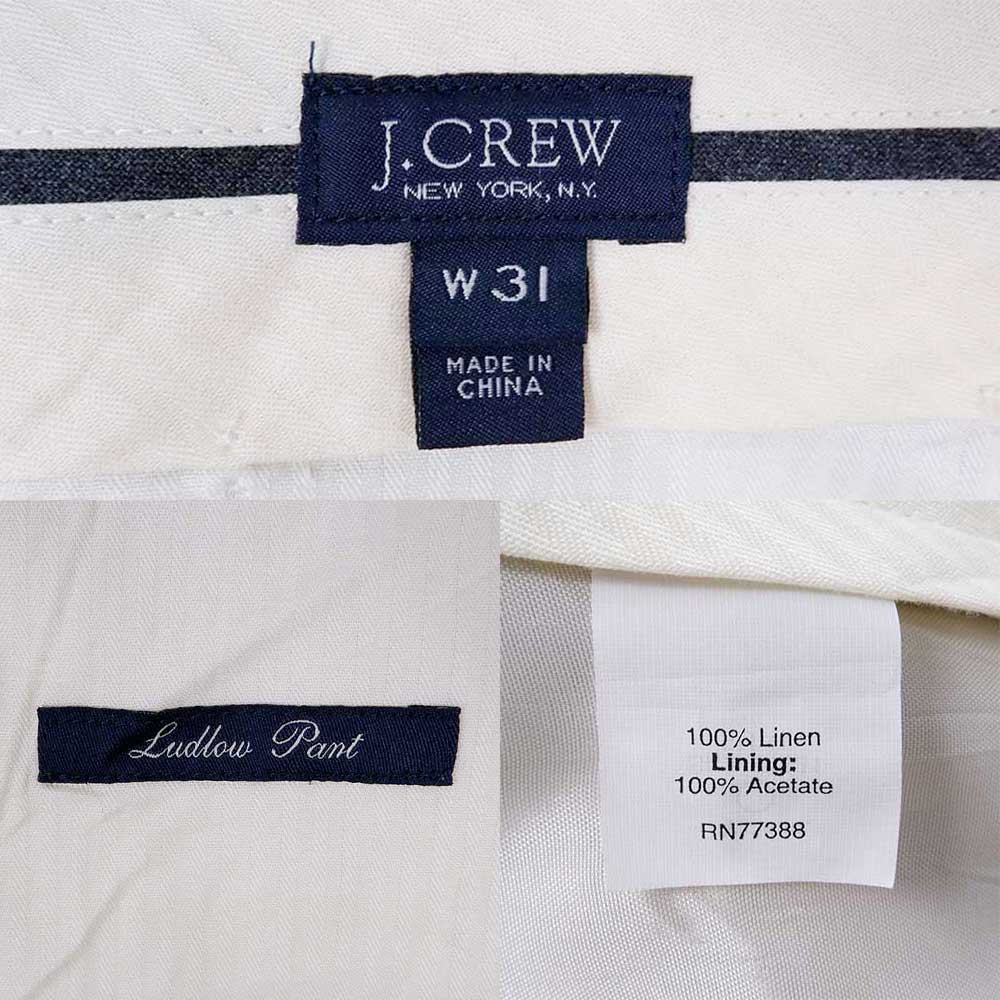 J.CREW
NEW YORK, N.Y.
W 31
MADE IN
CHINA
Ludlow Pant
100% Linen
Lining:
100% Acetate
RN77388